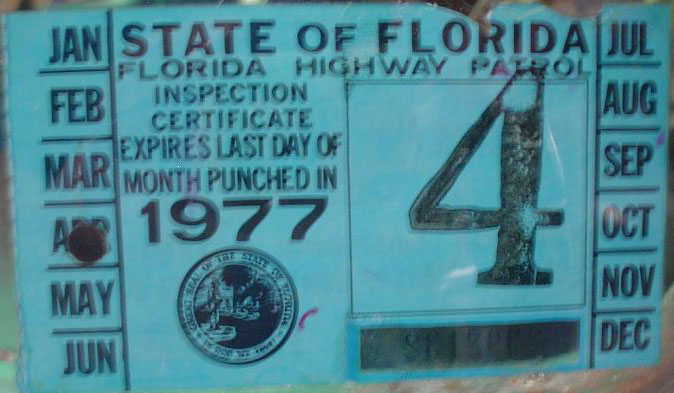 JAN
FEB
MAR
APR
MAY
JUN
STATE OF FLORIDA
FLORIDA HIGHWAY PATROL
INSPECTION
CERTIFICATE
EXPIRES LAST DAY OF
MONTH PUNCHED IN
1977
4
JUL
AUG
SEP
OCT
NOV
DEC